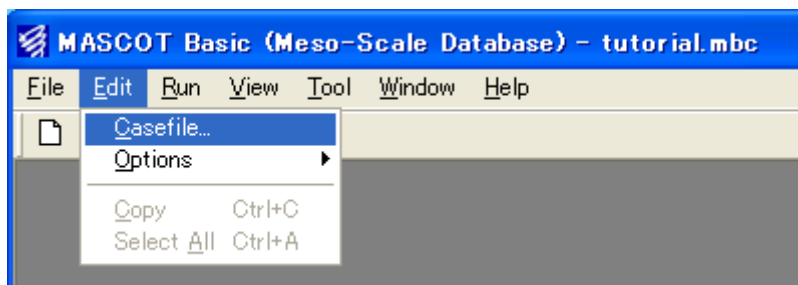 MASCOT Basic (Meso-Scale Database) - tutorial.mbc
File Edit Run View Tool Window Help
Casefile...
Options
Copy Ctrl+C
Select All Ctrl+A